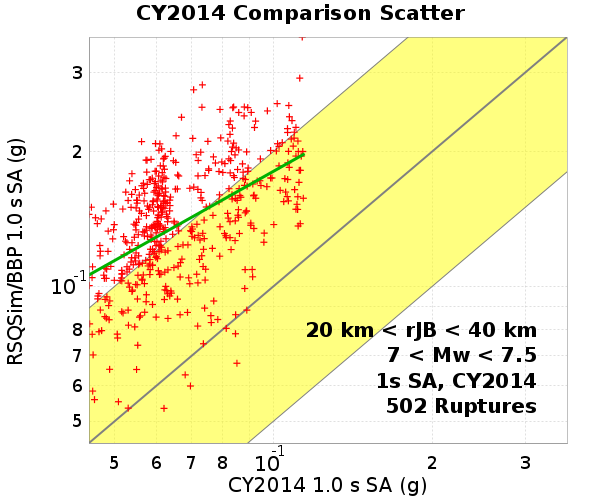 CY2014 Comparison Scatter
RSQSim/BBP 1.0 s SA (g)
3
2
10-1
8
7
6
5
20 km < rJB < 40 km
7 < Mw < 7.5
1s SA, CY2014
502 Ruptures
5 6 7 8 10-1 2 3
CY2014 1.0 s SA (g)